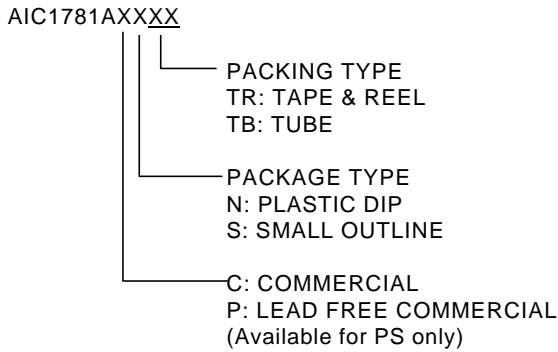 AIC1781AXXXX
PACKING TYPE
TR: TAPE & REEL
TB: TUBE
PACKAGE TYPE
N: PLASTIC DIP
S: SMALL OUTLINE
C: COMMERCIAL
P: LEAD FREE COMMERCIAL
(Available for PS only)